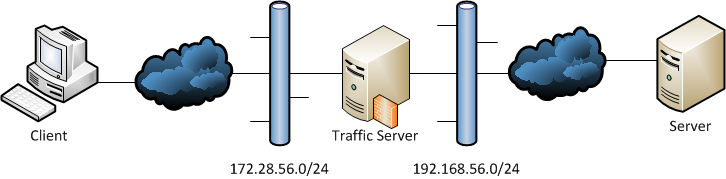 Client
Traffic Server
Server
172.28.56.0/24
192.168.56.0/24